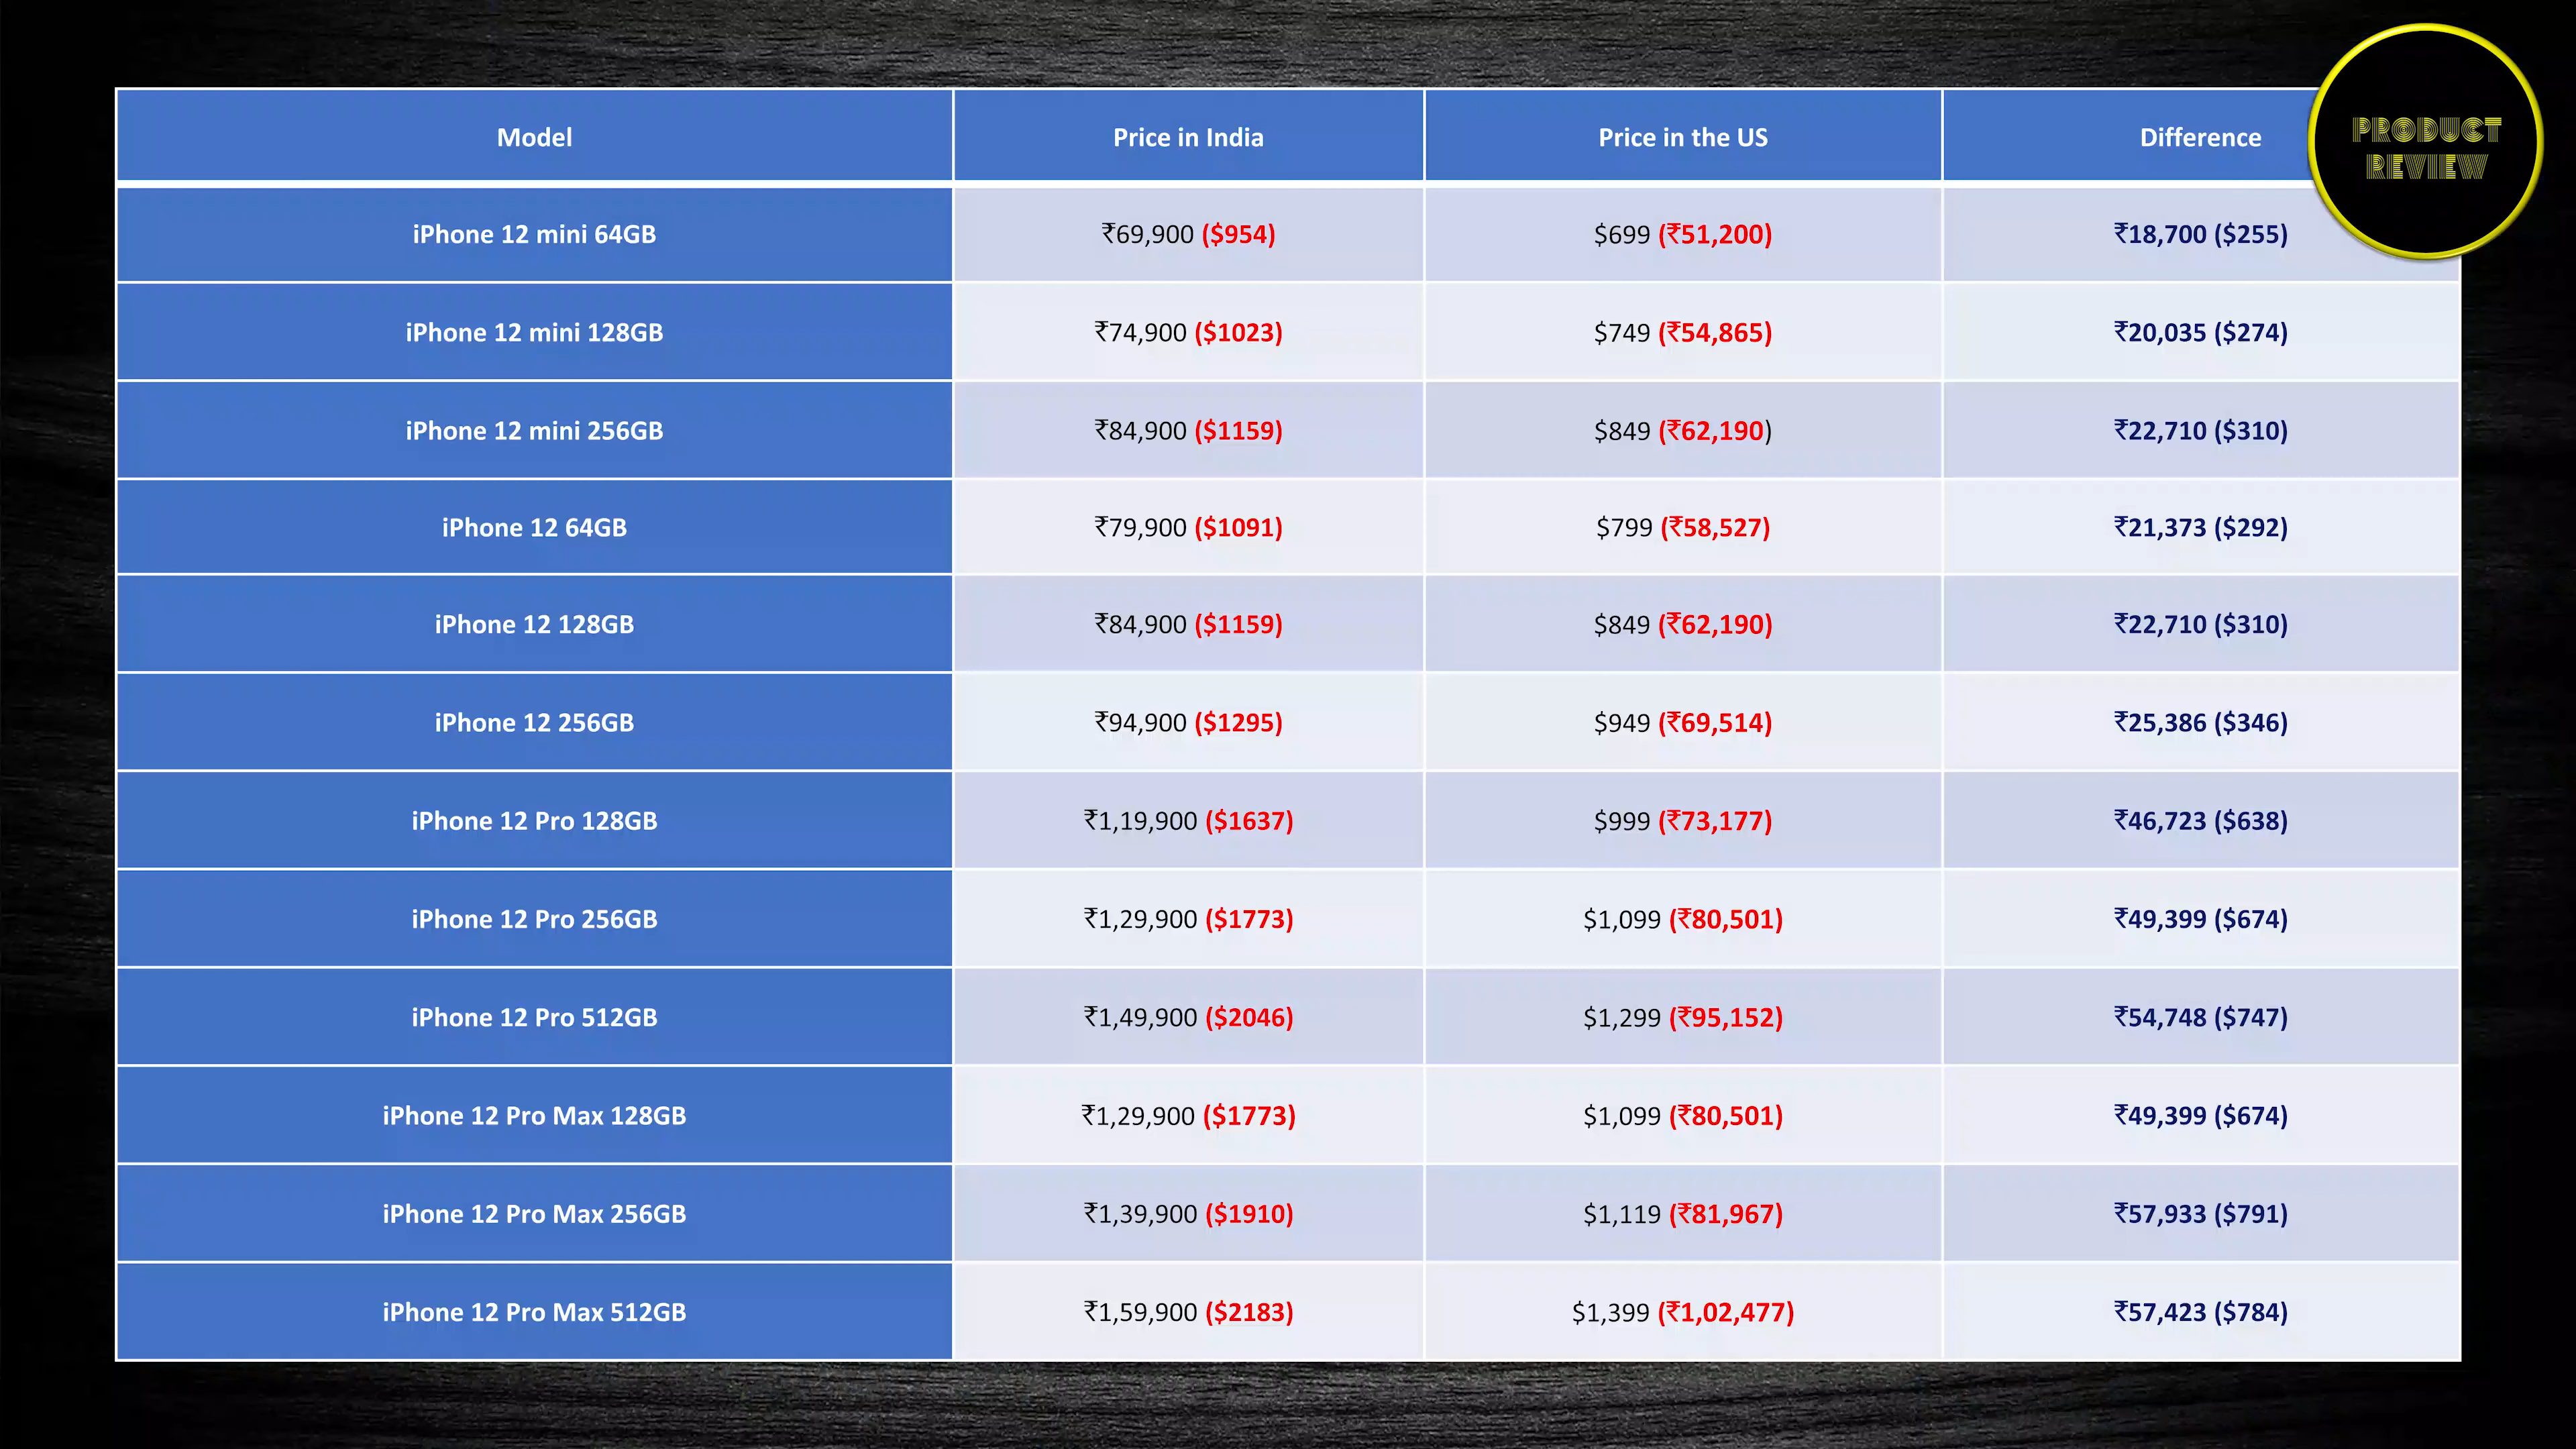 Model Price in India Price in the US Difference
PRODUCT
REVIEW
iPhone 12 mini 64GB ₹69,900 ($954) $699 (₹51,200) ₹18,700 ($255)
iPhone 12 mini 128GB ₹74,900 ($1023) $749 (₹54,865) ₹20,035 ($274)
iPhone 12 mini 256GB ₹84,900 ($1159) $849 (₹62,190) ₹22,710 ($310)
iPhone 12 64GB ₹79,900 ($1091) $799 (₹58,527) ₹21,373 ($292)
iPhone 12 128GB ₹84,900 ($1159) $849 (₹62,190) ₹22,710 ($310)
iPhone 12 256GB ₹94,900 ($1295) $949 (₹69,514) ₹25,386 ($346)
iPhone 12 Pro 128GB ₹1,19,900 ($1637) $999 (₹73,177) ₹46,723 ($638)
iPhone 12 Pro 256GB ₹1,29,900 ($1773) $1,099 (₹80,501) ₹49,399 ($674)
iPhone 12 Pro 512GB ₹1,49,900 ($2046) $1,299 (₹95,152) ₹54,748 ($747)
iPhone 12 Pro Max 128GB ₹1,29,900 ($1773) $1,099 (₹80,501) ₹49,399 ($674)
iPhone 12 Pro Max 256GB ₹1,39,900 ($1910) $1,119 (₹81,967) ₹57,933 ($791)
iPhone 12 Pro Max 512GB ₹1,59,900 ($2183) $1,399 (₹1,02,477) ₹57,423 ($784)